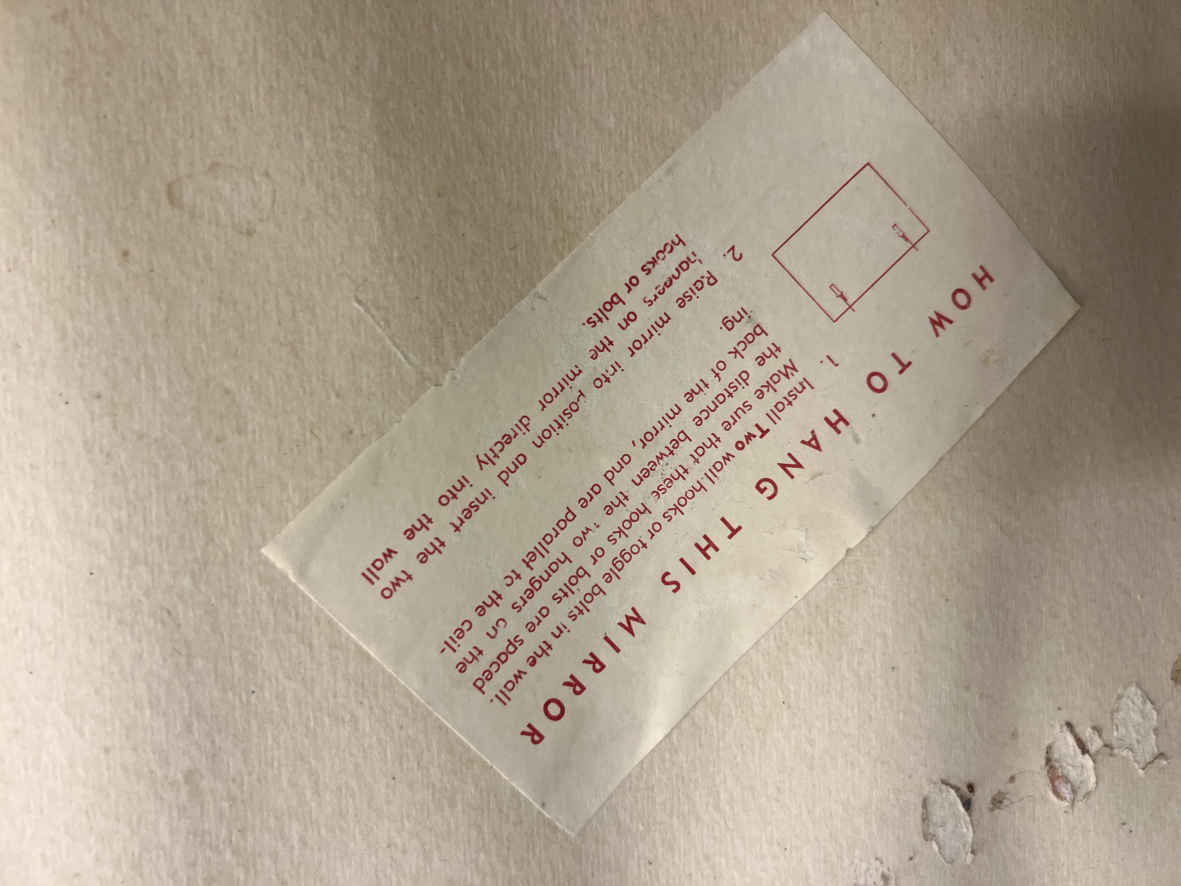 HOW TO HANG THIS MIRROR
1. Install Two wall hooks or toggle bolts in the wall.
Make sure that these hooks or bolts are spaced
the distance between the two hangers on the
back of the mirror, and are parallel to the ceil-
ing.
2. Raise mirror into position and insert the two
hangers on the mirror directly into the wall
hooks or bolts.